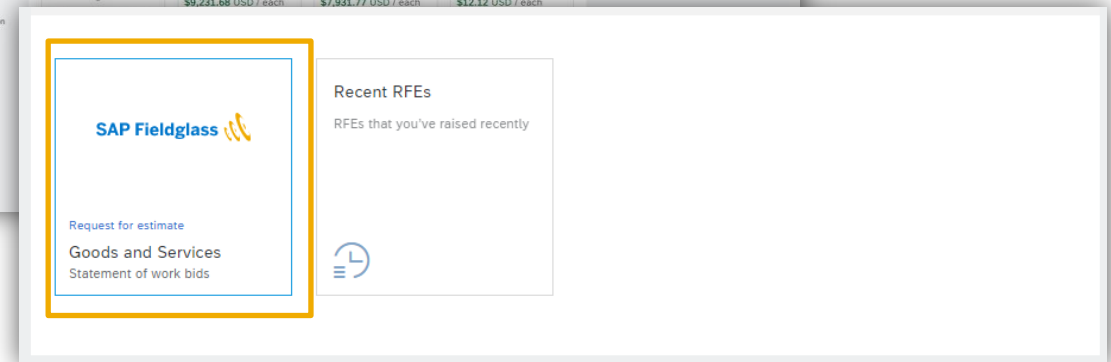 $9,231.68 USD / each
$7,931.77 USD / each
$12.12 USD / each
SAP Fieldglass
Request for estimate
Goods and Services
Statement of work bids
Recent RFEs
RFEs that you've raised recently